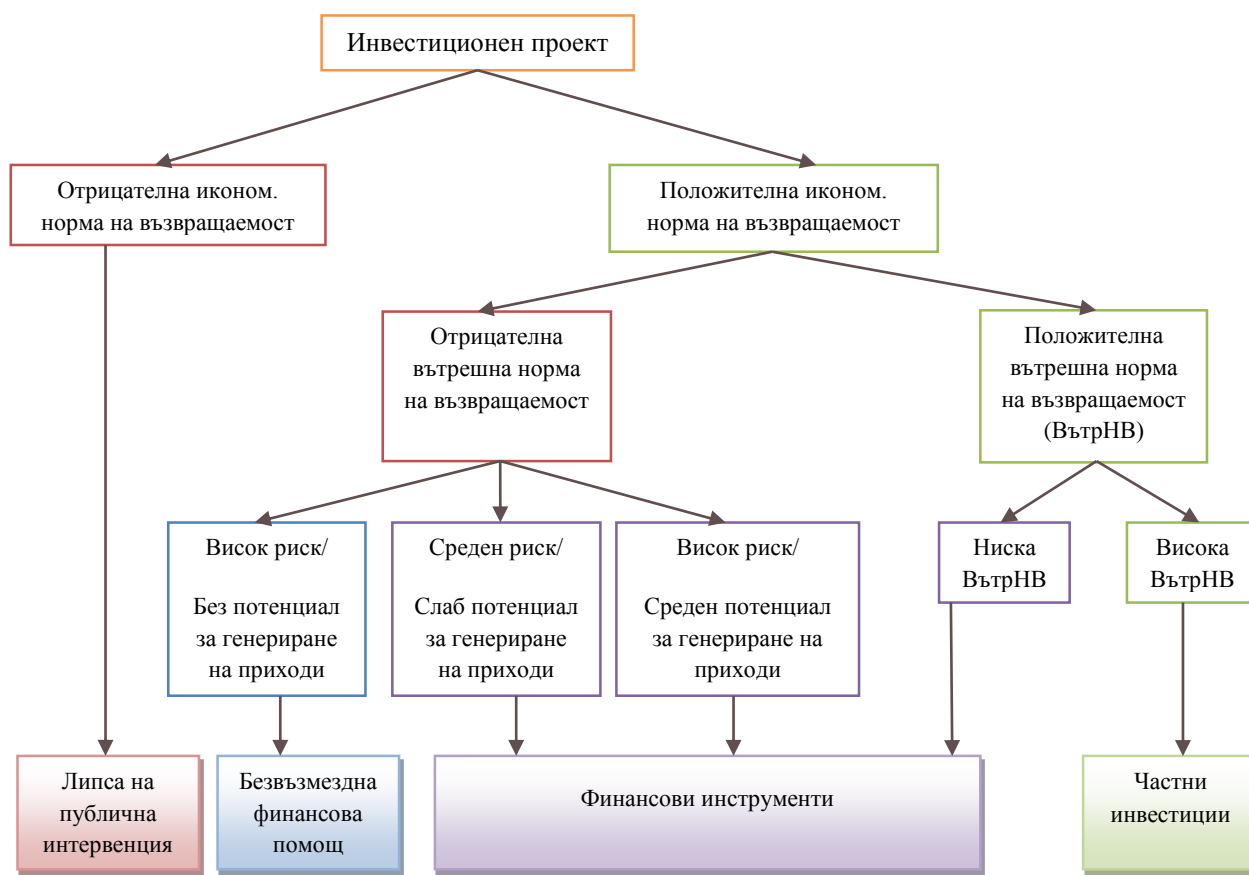 Инвестиционен проект
Отрицателна иконом.
норма на възвращаемост
Положителна иконом.
норма на възвращаемост
Отрицателна
вътрешна норма
на възвращаемост
Положителна
вътрешна норма
на възвращаемост
(ВътрНВ)
Висок риск/
Без потенциал
за генериране
на приходи
Среден риск/
Слаб потенциал
за генериране
на приходи
Висок риск/
Среден потенциал
за генериране на
приходи
Ниска
ВътрНВ
Висока
ВътрНВ
Липса на
публична
интервенция
Безвъзмездна
финансова
помощ
Финансови инструменти
Частни
инвестиции